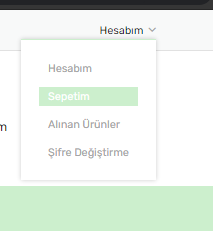 Hesabım
Hesabım
Sepetim
Alınan Ürünler
Şifre Değiştirme